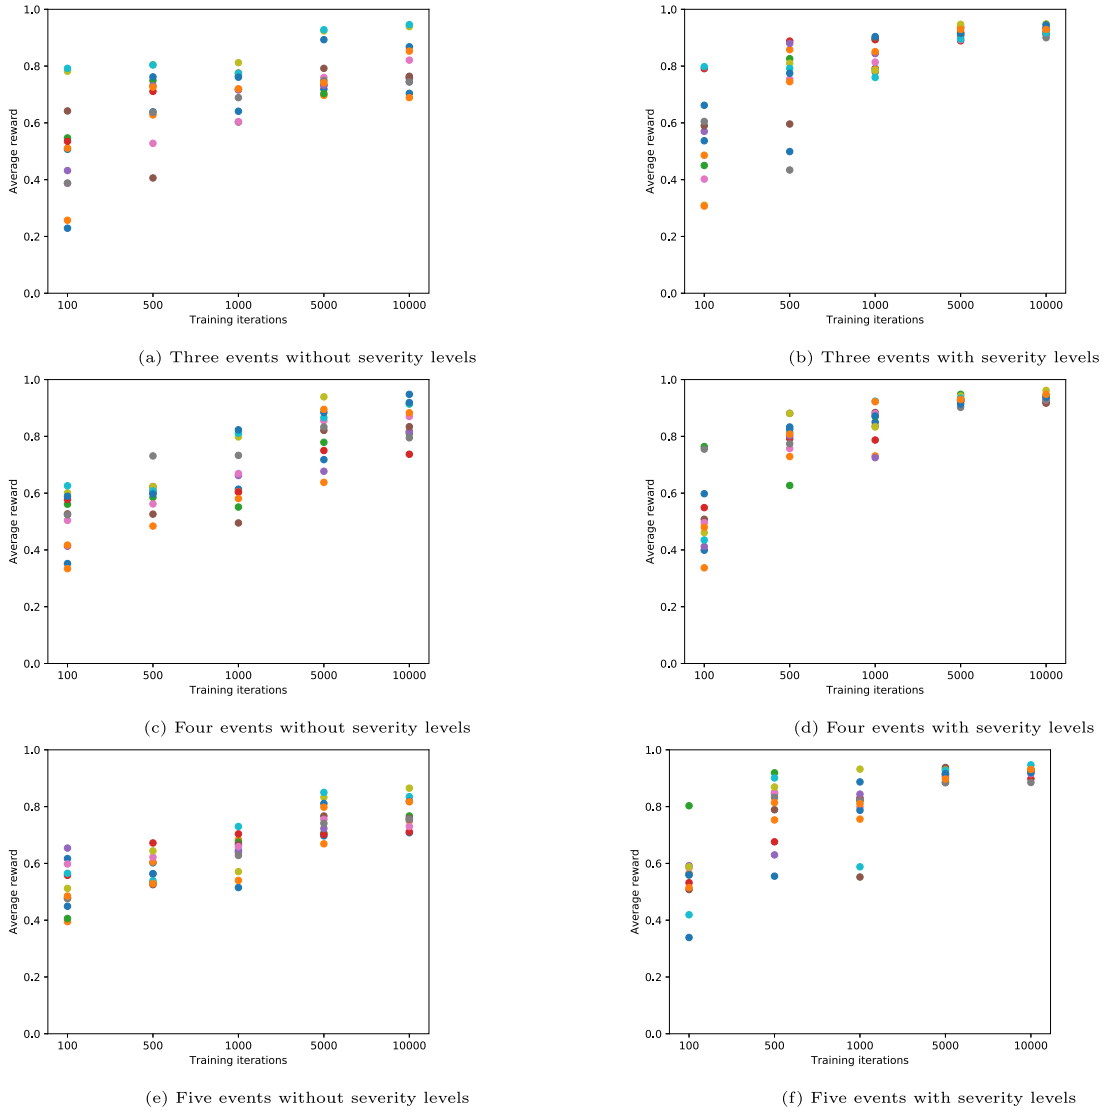 1.0
0.8
0.6
0.4
0.2
0.0
Average reward
100 500 1000 5000 10000
Training iterations
(a) Three events without severity levels
1.0
0.8
0.6
0.4
0.2
0.0
Average reward
100 500 1000 5000 10000
Training iterations
(b) Three events with severity levels
1.0
0.8
0.6
0.4
0.2
0.0
Average reward
100 500 1000 5000 10000
Training iterations
(c) Four events without severity levels
1.0
0.8
0.6
0.4
0.2
0.0
Average reward
100 500 1000 5000 10000
Training iterations
(d) Four events with severity levels
1.0
0.8
0.6
0.4
0.2
0.0
Average reward
100 500 1000 5000 10000
Training iterations
(e) Five events without severity levels
1.0
0.8
0.6
0.4
0.2
0.0
Average reward
100 500 1000 5000 10000
Training iterations
(f) Five events with severity levels